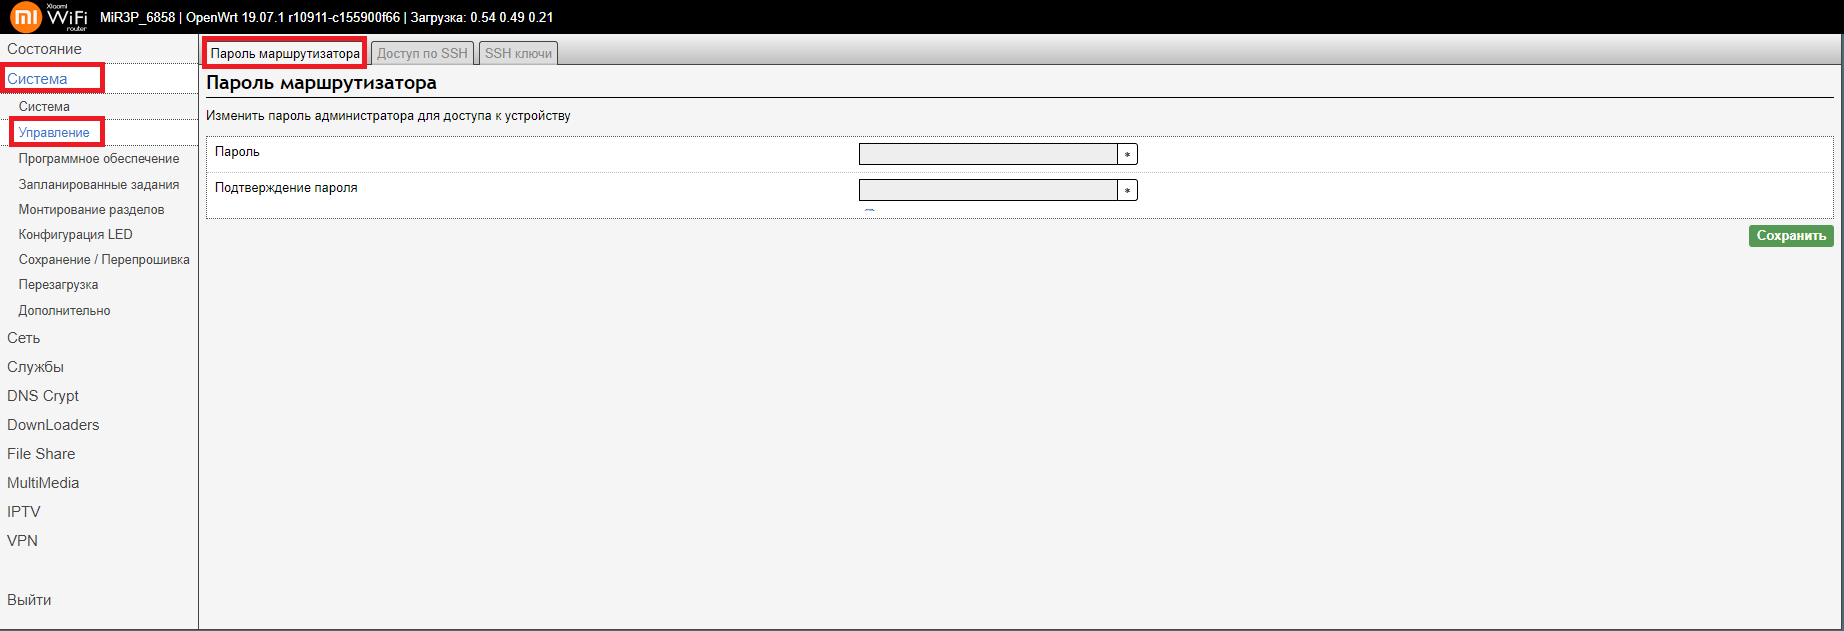 Xiaomi
mi WiFi
router
MiR3P_6858 | OpenWrt 19.07.1 r10911-c155900f66 | Загрузка: 0.54 0.49 0.21
Состояние
Система
Система
Управление
Программное обеспечение
Запланированные задания
Монтирование разделов
Конфигурация LED
Сохранение / Перепрошивка
Перезагрузка
Дополнительно
Сеть
Службы
DNS Crypt
DownLoaders
File Share
MultiMedia
IPTV
VPN
Выйти
Пароль маршрутизатора Доступ по SSH SSH ключи
Пароль маршрутизатора
Изменить пароль администратора для доступа к устройству
Пароль *
Подтверждение пароля *
Сохранить